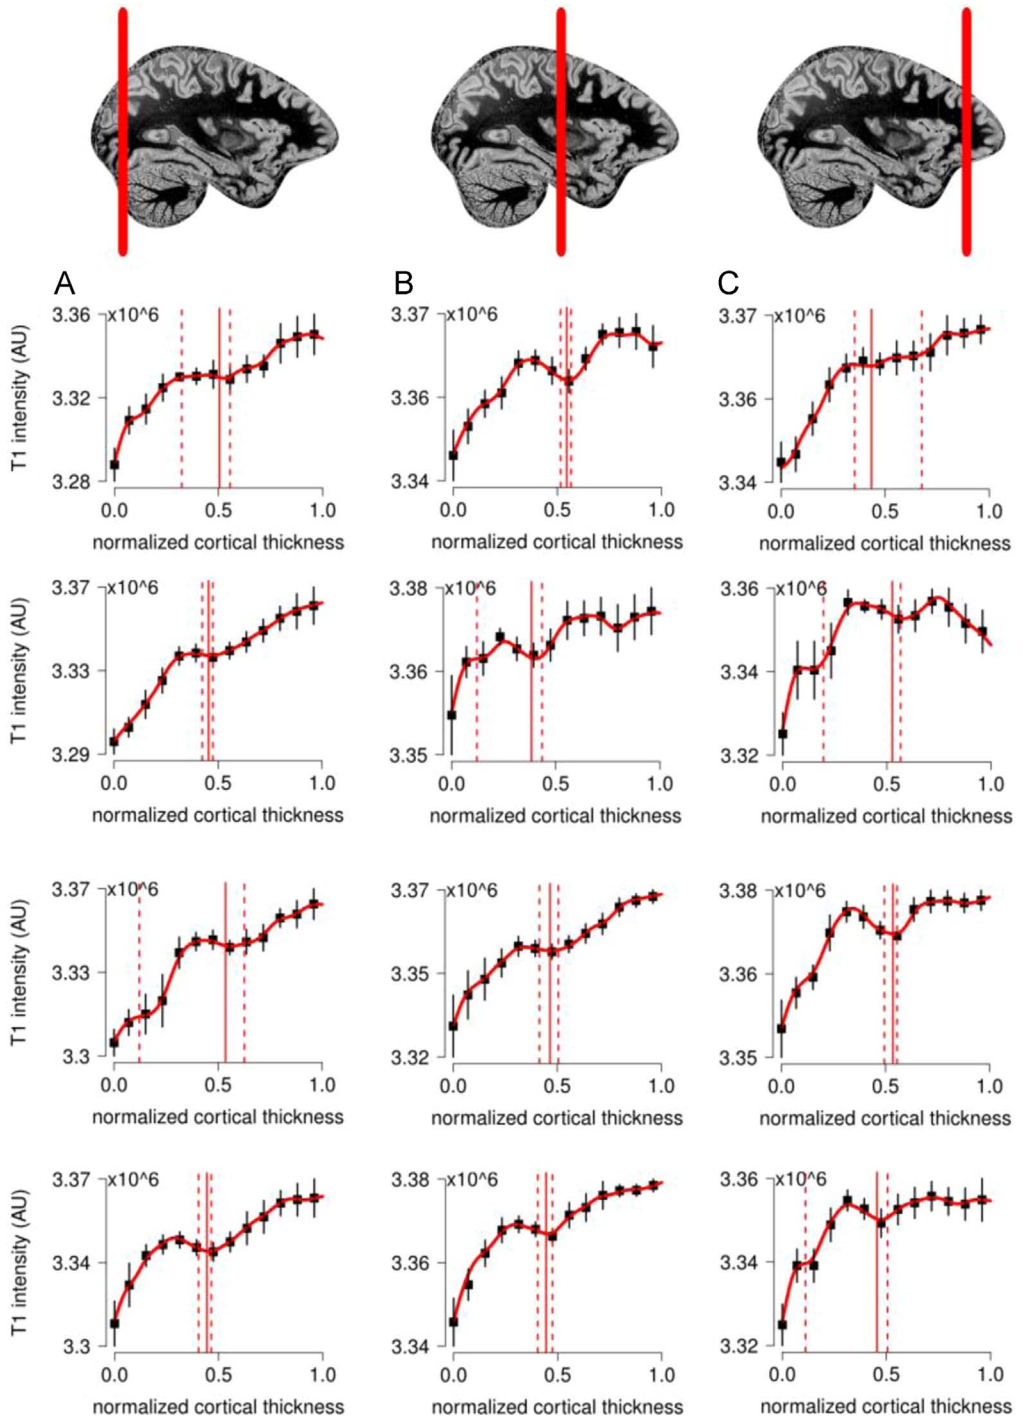 A B C
x10^6 x10^6 x10^6
3.36 3.37 3.37
T1 intensity (AU)
3.32 3.36 3.36
3.28 3.34 3.34
0.0 0.5 1.0 0.0 0.5 1.0 0.0 0.5 1.0
normalized cortical thickness normalized cortical thickness normalized cortical thickness
x10^6 x10^6 x10^6
3.37 3.38 3.36
T1 intensity (AU)
3.33 3.36 3.34
3.29 3.35 3.32
0.0 0.5 1.0 0.0 0.5 1.0 0.0 0.5 1.0
normalized cortical thickness normalized cortical thickness normalized cortical thickness
x10^6 x10^6 x10^6
3.37 3.37 3.38
T1 intensity (AU)
3.33 3.35 3.36
3.3 3.32 3.35
0.0 0.5 1.0 0.0 0.5 1.0 0.0 0.5 1.0
normalized cortical thickness normalized cortical thickness normalized cortical thickness
x10^6 x10^6 x10^6
3.37 3.38 3.36
T1 intensity (AU)
3.34 3.36 3.34
3.3 3.34 3.32
0.0 0.5 1.0 0.0 0.5 1.0 0.0 0.5 1.0
normalized cortical thickness normalized cortical thickness normalized cortical thickness